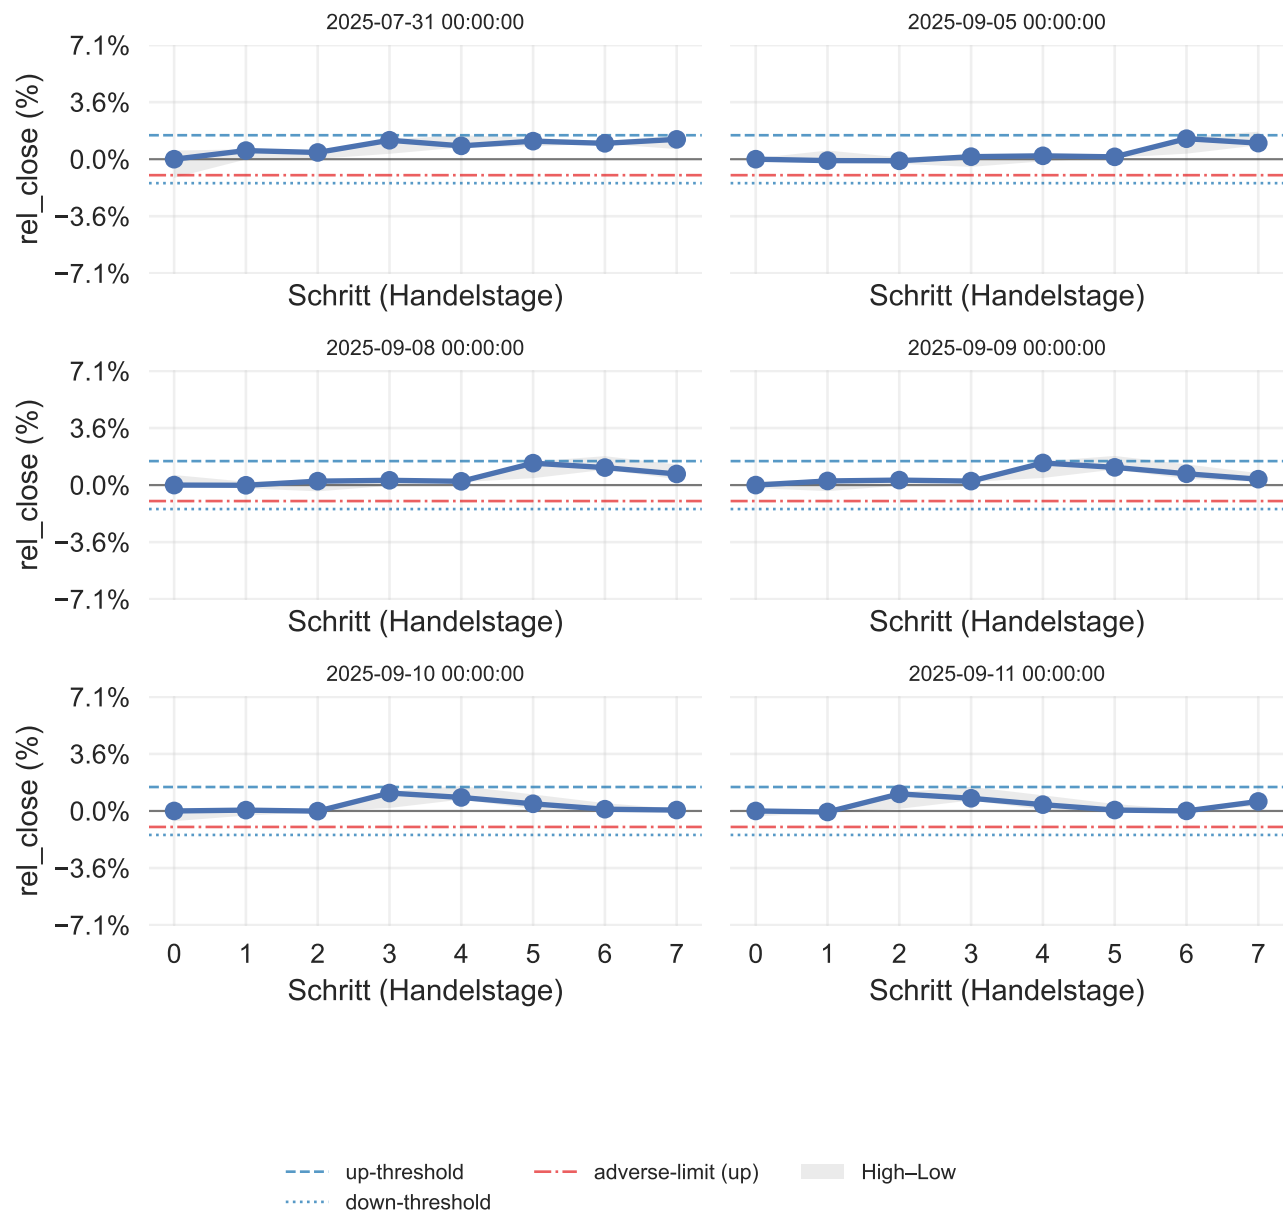 2025-07-31 00:00:00
2025-09-05 00:00:00
7.1%
3.6%
0.0%
−3.6%
−7.1%
rel_close (%)
Schritt (Handelstage)
Schritt (Handelstage)
2025-09-08 00:00:00
2025-09-09 00:00:00
7.1%
3.6%
0.0%
−3.6%
−7.1%
rel_close (%)
Schritt (Handelstage)
Schritt (Handelstage)
2025-09-10 00:00:00
2025-09-11 00:00:00
7.1%
3.6%
0.0%
−3.6%
−7.1%
rel_close (%)
0 1 2 3 4 5 6 7
0 1 2 3 4 5 6 7
Schritt (Handelstage)
Schritt (Handelstage)
up-threshold
down-threshold
adverse-limit (up)
High–Low